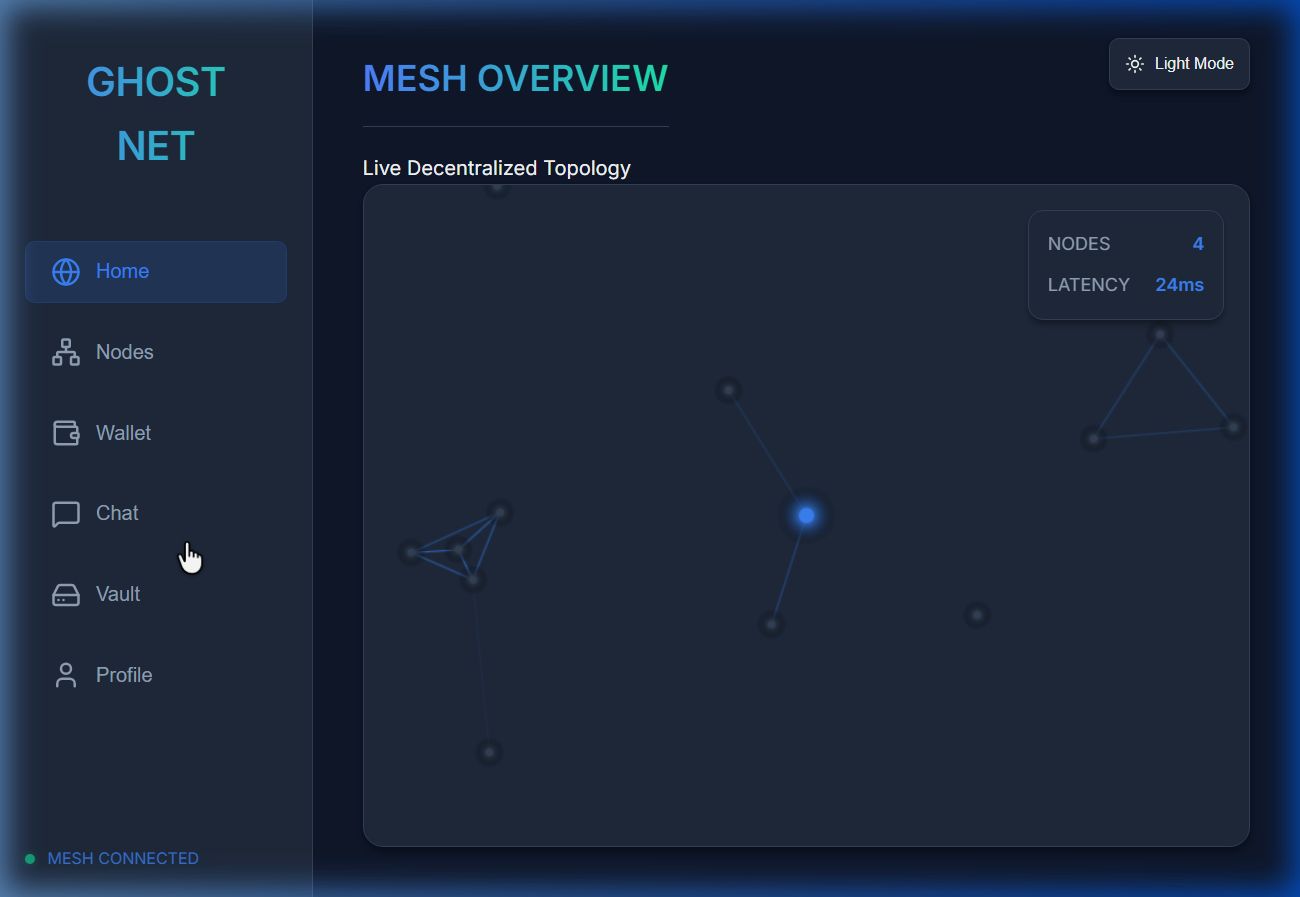 GHOST
NET
Home
Nodes
Wallet
Chat
Vault
Profile
MESH CONNECTED
MESH OVERVIEW
Light Mode
Live Decentralized Topology
NODES 4
LATENCY 24ms